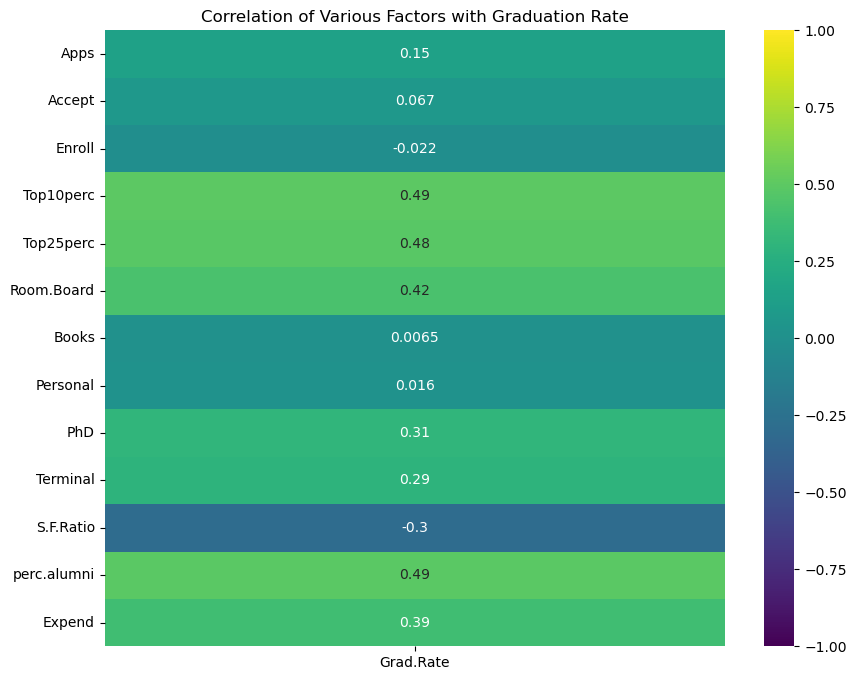 Correlation of Various Factors with Graduation Rate
Apps 0.15
Accept 0.067
Enroll -0.022
Top10perc 0.49
Top25perc 0.48
Room.Board 0.42
Books 0.0065
Personal 0.016
PhD 0.31
Terminal 0.29
S.F.Ratio -0.3
perc.alumni 0.49
Expend 0.39
Grad.Rate
1.00
0.75
0.50
0.25
0.00
−0.25
−0.50
−0.75
−1.00